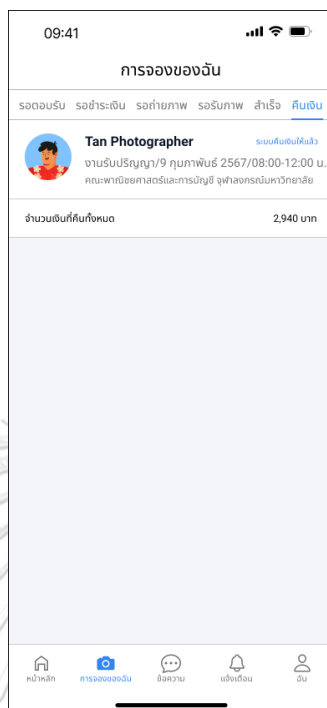 09:41
การจองของฉัน
รอตอบรับ รอชำระเงิน รอถ่ายภาพ รอรับภาพ สำเร็จ คืนเงิน
Tan Photographer ระบบคืนเงินให้แล้ว
งานรับปริญญา/9 กุมภาพันธ์ 2567/08:00-12:00 น.
คณะพาณิชยศาสตร์และการบัญชี จุฬาลงกรณ์มหาวิทยาลัย
จำนวนเงินที่คืนทั้งหมด 2,940 บาท
หน้าหลัก การจองของฉัน ข้อความ แจ้งเตือน ฉัน